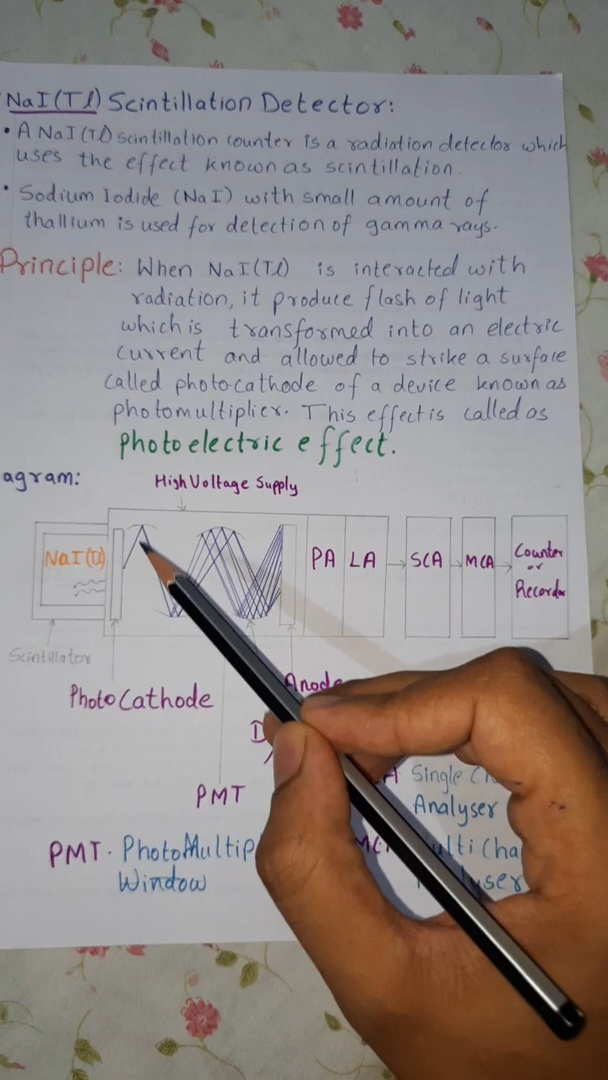 NaI(Tl) Scintillation Detector:
• A NaI(Tl) scintillation counter is a radiation detector which
uses the effect known as scintillation.
• Sodium Iodide (NaI) with small amount of
thallium is used for detection of gamma rays.
Principle: When NaI(Tl) is interacted with
radiation, it produce flash of light
which is transformed into an electric
current and allowed to strike a surface
called photocathode of a device known as
photomultiplier. This effect is called as
photoelectric effect.
agram:
High Voltage Supply
NaI(Tl)
PA LA SCA MCA Counter
or
Recorder
Scintillator
Photo Cathode
Anode
D
PMT
A Single
Analyser
PMT. PhotoMultip
Window
MCA
ulti Cha
lyser